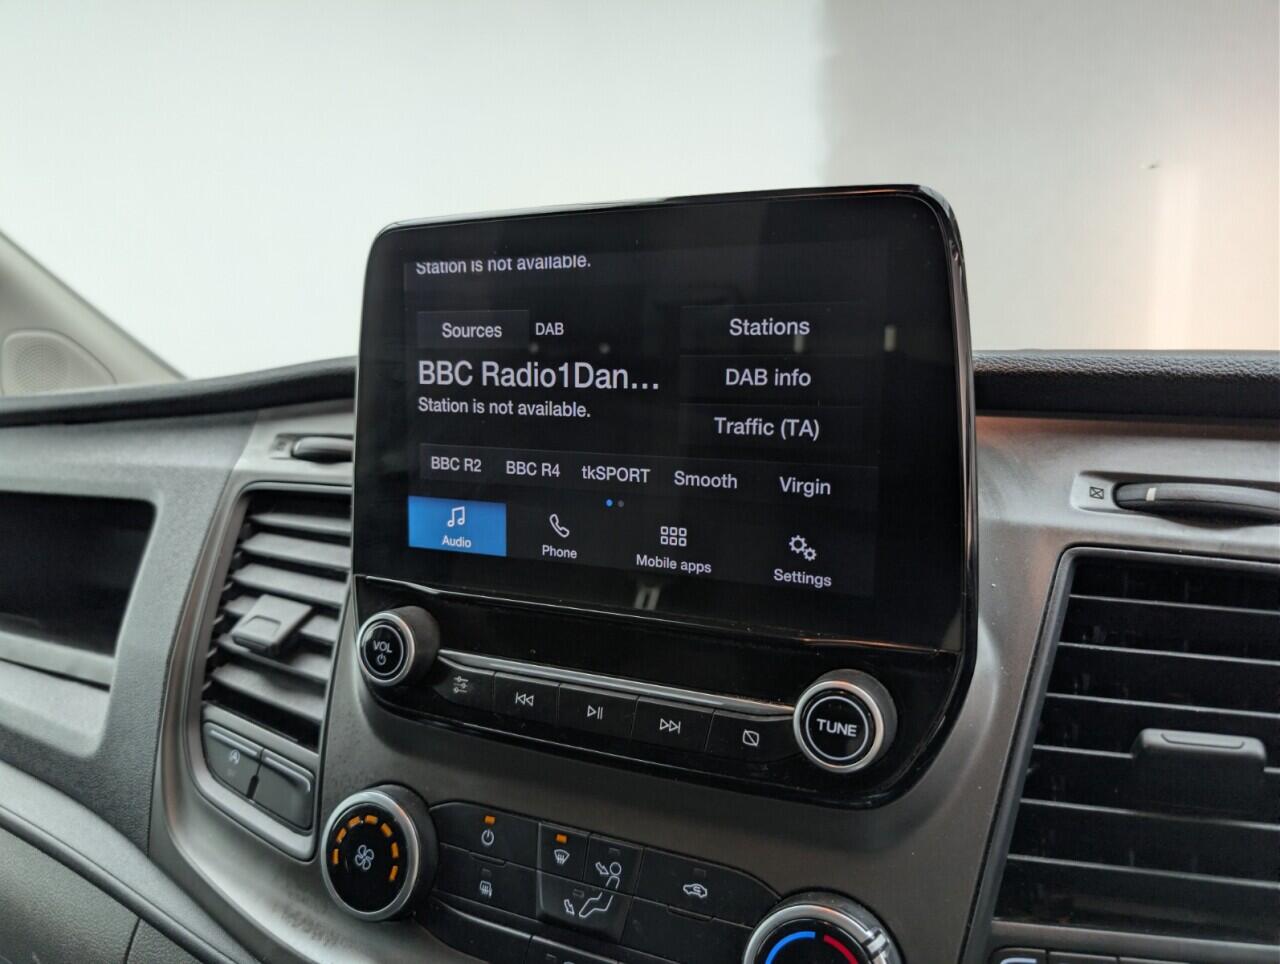 Station is not available.
Sources DAB
Stations
BBC Radio1Dan...
DAB info
Station is not available.
Traffic (TA)
BBC R2 BBC R4 tkSPORT Smooth Virgin
Audio Phone Mobile apps Settings
VOL
TUNE